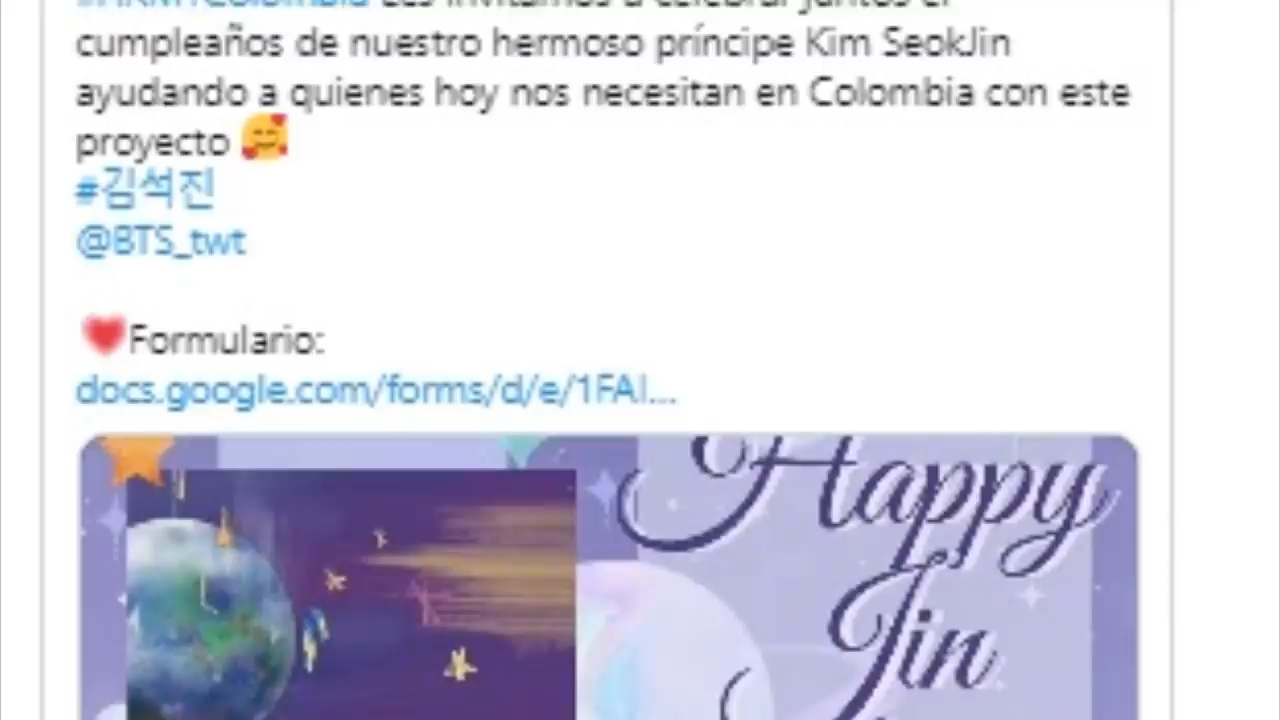 cumpleaños de nuestro hermoso príncipe Kim SeokJin
ayudando a quienes hoy nos necesitan en Colombia con este
proyecto 🥰
#김석진
@BTS_twt
❤️Formulario:
docs.google.com/forms/d/e/1FAI...
Happy
Jin